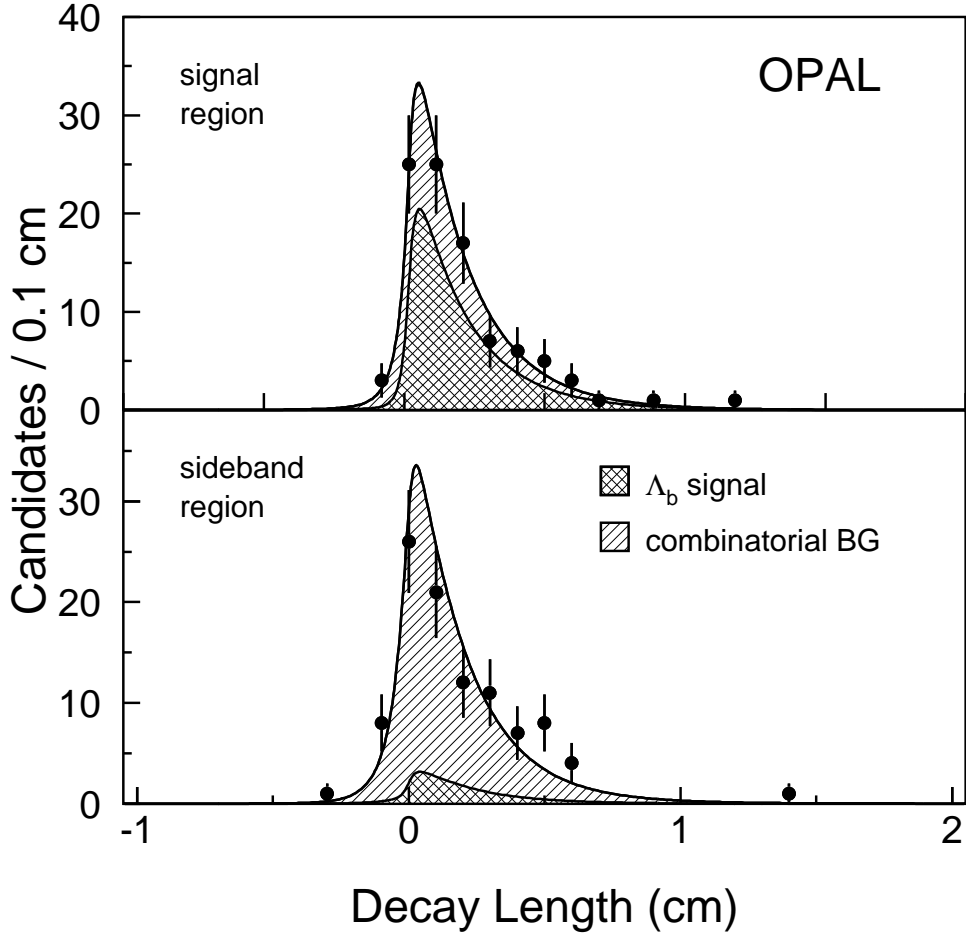 40
30
20
10
0
signal
region
OPAL
Candidates / 0.1 cm
30
20
10
0
sideband
region
Λb signal
combinatorial BG
-1
0
1
2
Decay Length (cm)